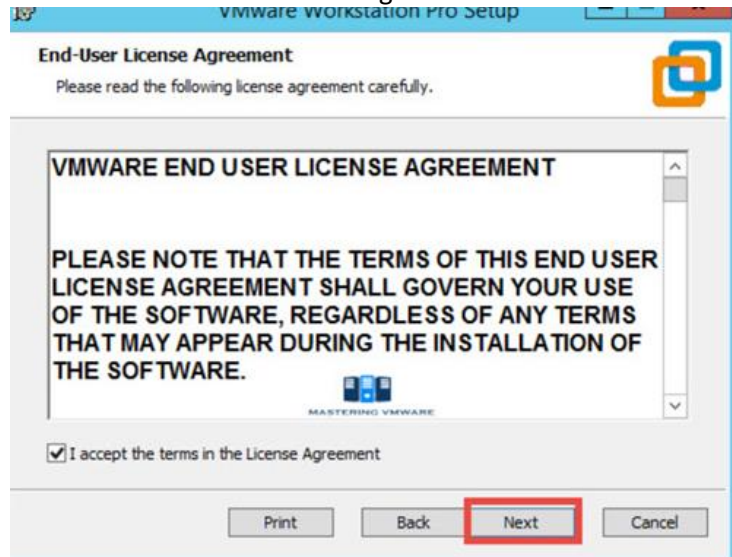 VMware Workstation Pro Setup
End-User License Agreement
Please read the following license agreement carefully.
VMWARE END USER LICENSE AGREEMENT
PLEASE NOTE THAT THE TERMS OF THIS END USER
LICENSE AGREEMENT SHALL GOVERN YOUR USE
OF THE SOFTWARE, REGARDLESS OF ANY TERMS
THAT MAY APPEAR DURING THE INSTALLATION OF
THE SOFTWARE.
MASTERING VMWARE
I accept the terms in the License Agreement
Print Back Next Cancel